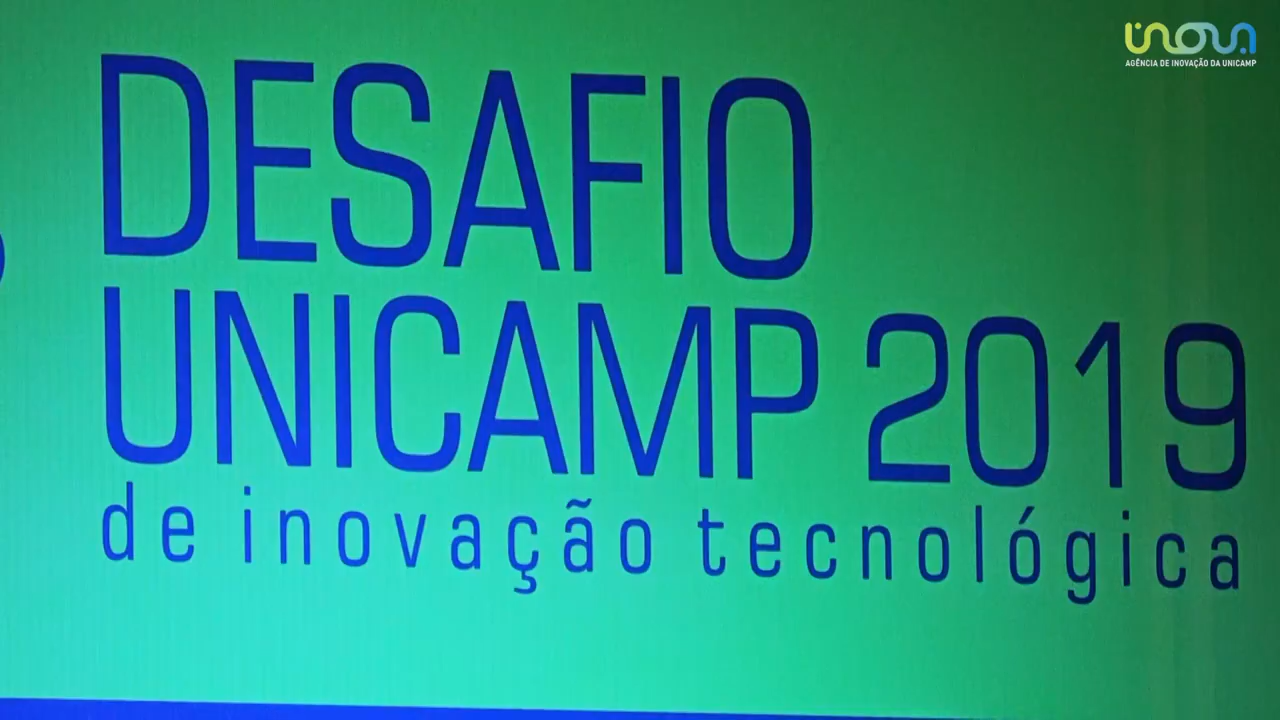 inova
AGÊNCIA DE INOVAÇÃO DA UNICAMP
DESAFIO
UNICAMP 2019
de inovação tecnológica